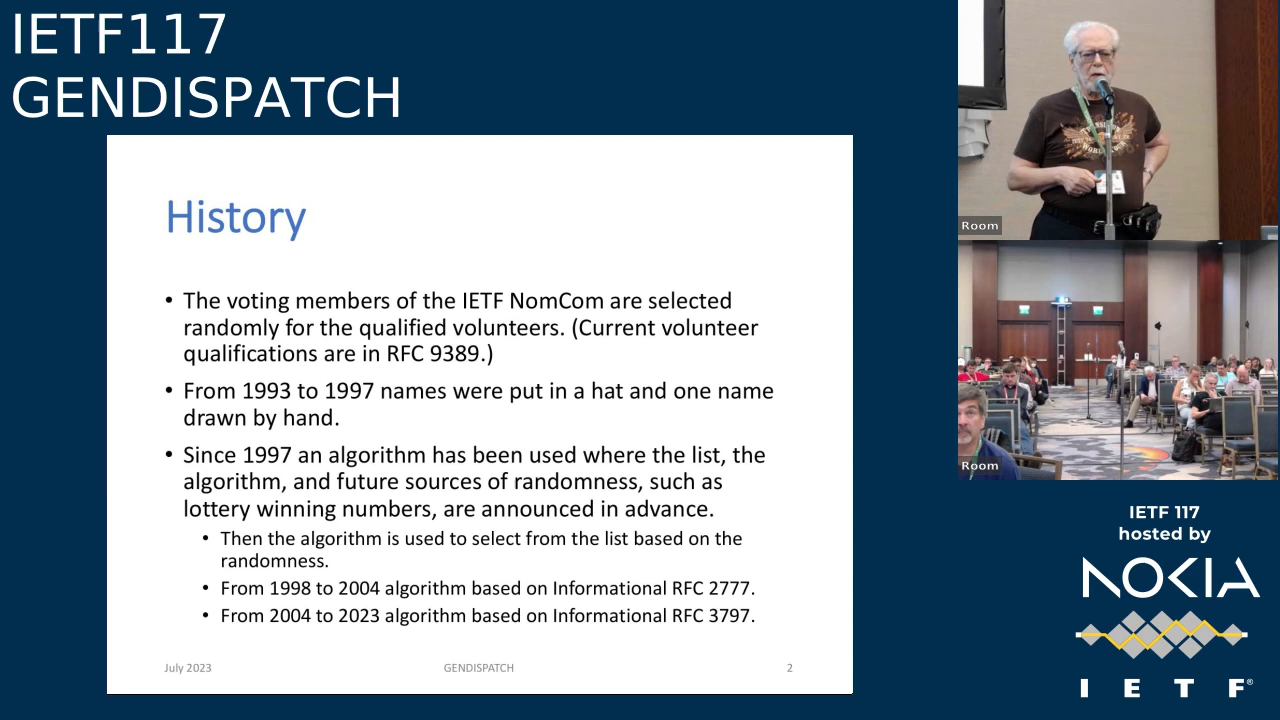 IETF117
GENDISPATCH
History
• The voting members of the IETF NomCom are selected
randomly for the qualified volunteers. (Current volunteer
qualifications are in RFC 9389.)
• From 1993 to 1997 names were put in a hat and one name
drawn by hand.
• Since 1997 an algorithm has been used where the list, the
algorithm, and future sources of randomness, such as
lottery winning numbers, are announced in advance.
• Then the algorithm is used to select from the list based on the
randomness.
• From 1998 to 2004 algorithm based on Informational RFC 2777.
• From 2004 to 2023 algorithm based on Informational RFC 3797.
July 2023
GENDISPATCH
2
Room
Room
IETF 117
hosted by
NOKIA
I E T F®